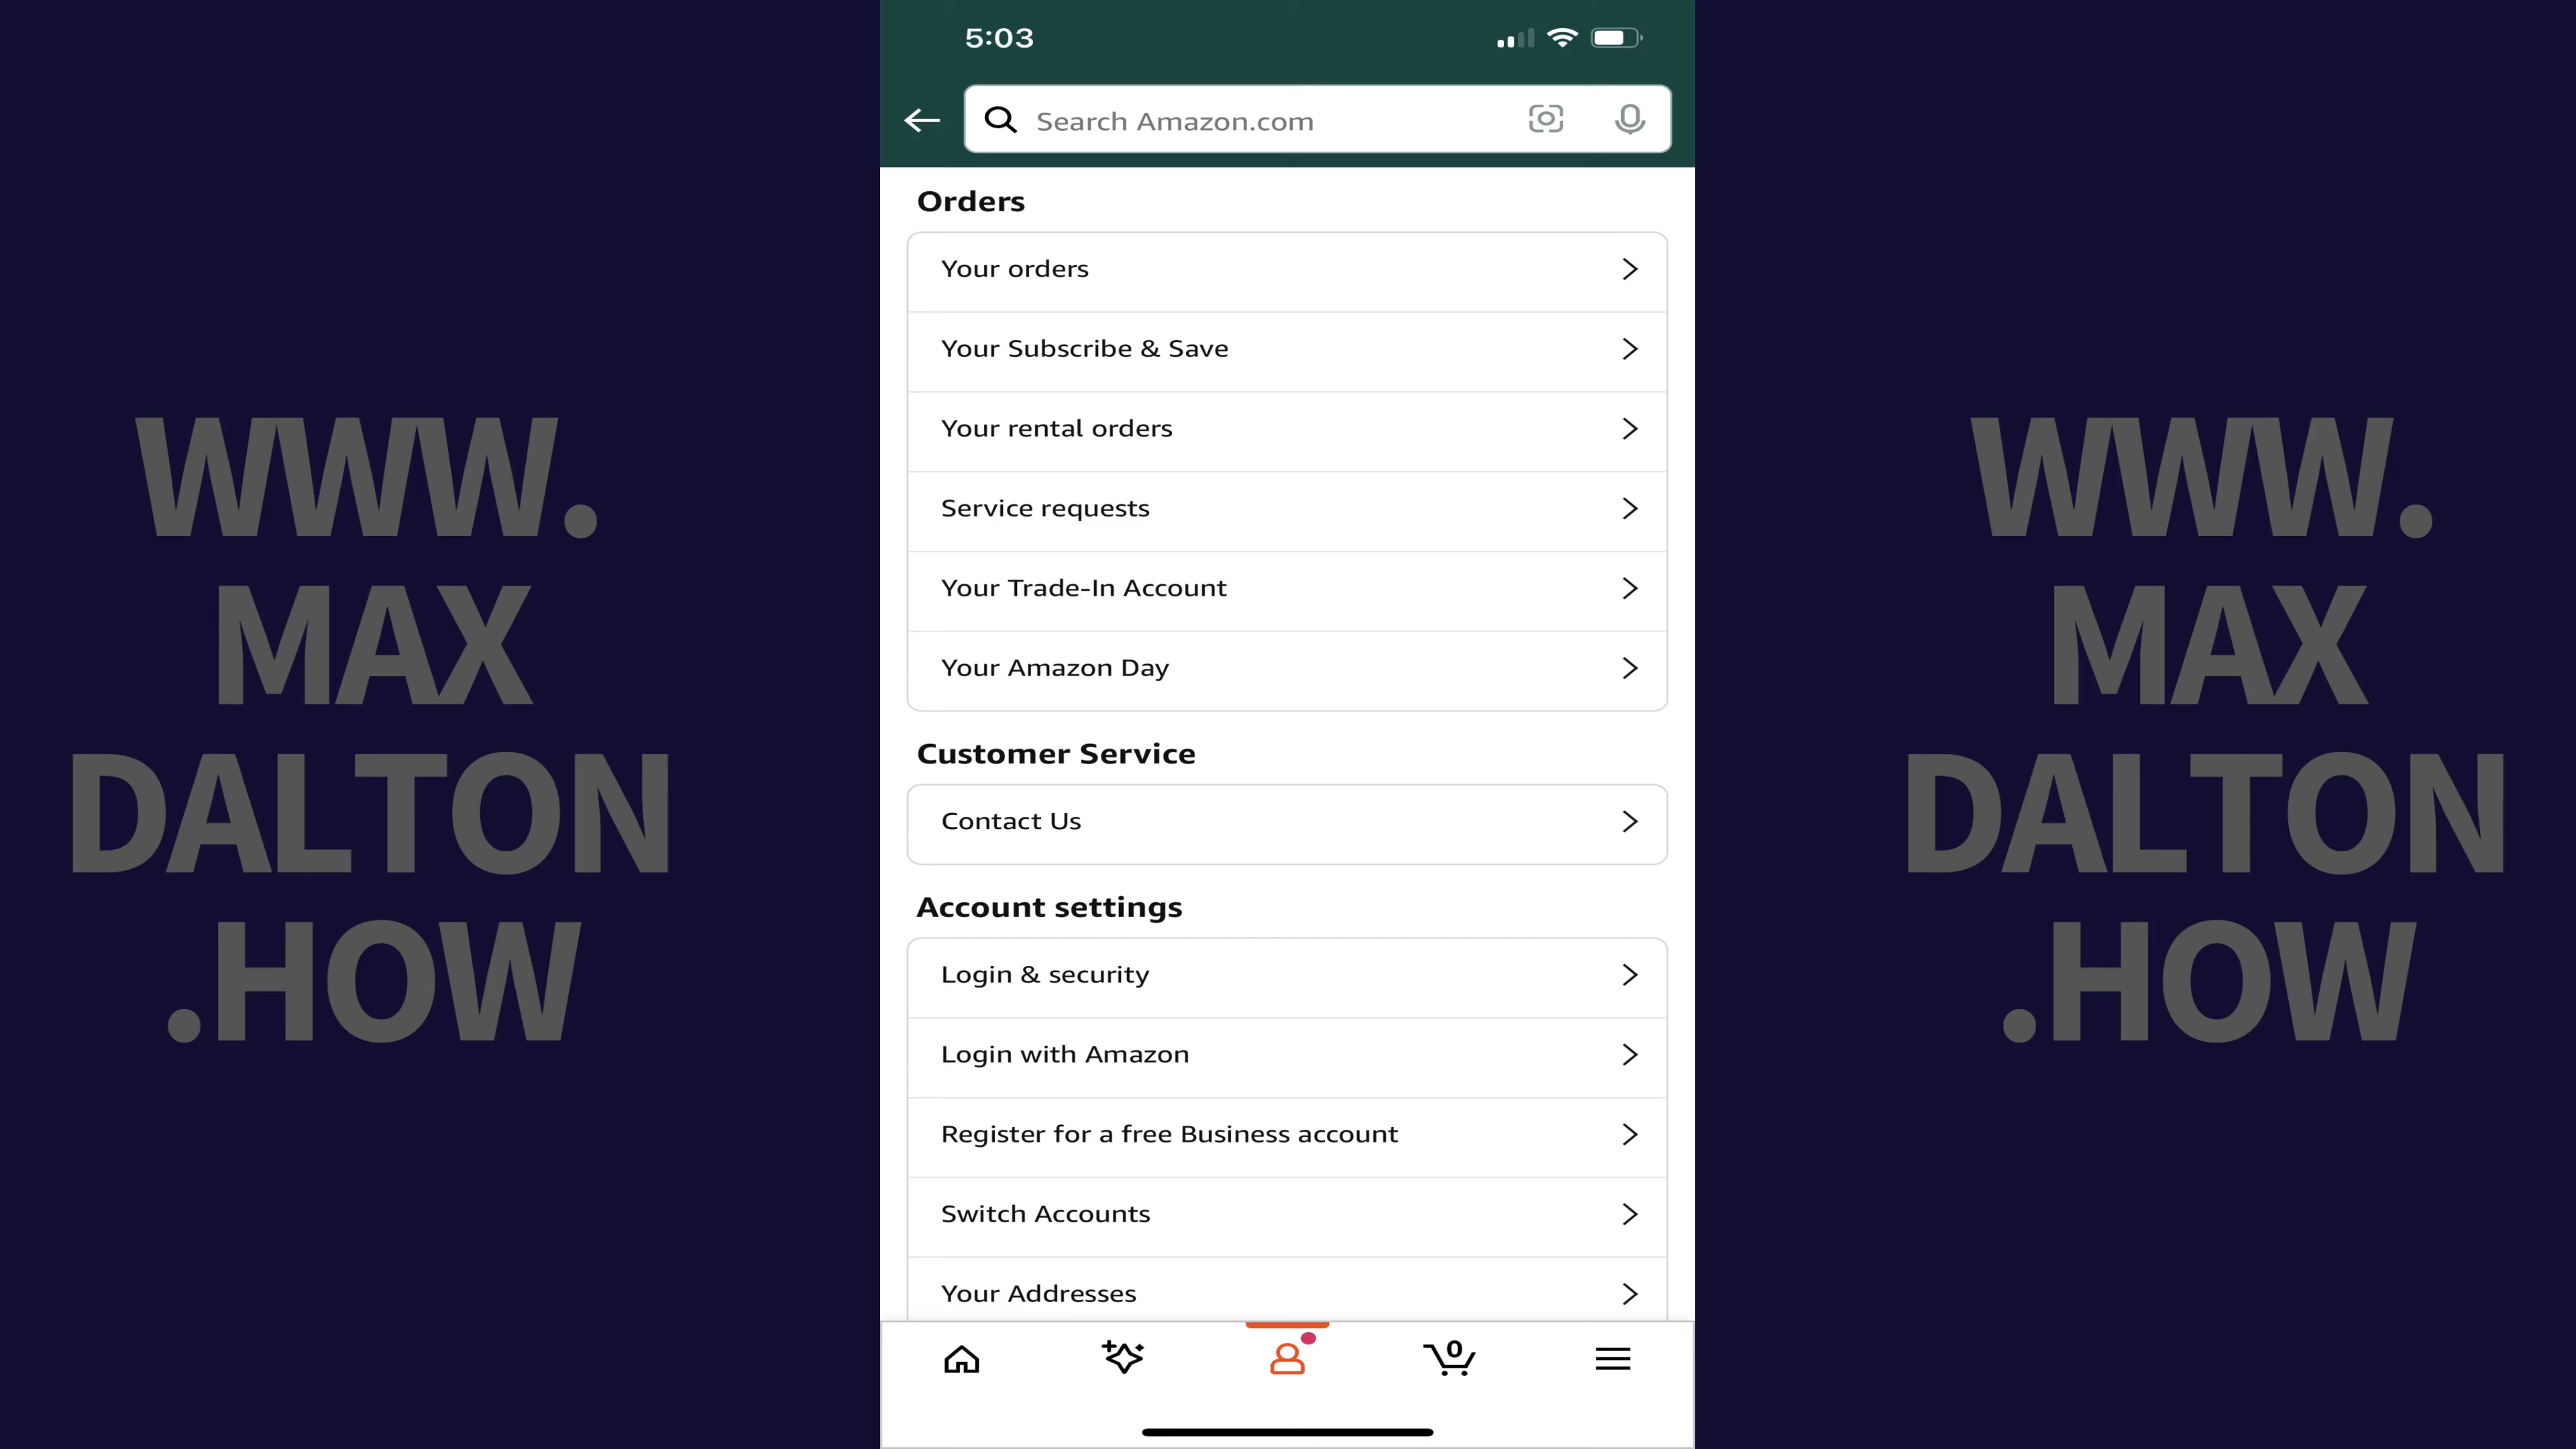 WWW.
MAX
DALTON
.HOW
5:03
Search Amazon.com
Orders
Your orders
Your Subscribe & Save
Your rental orders
Service requests
Your Trade-In Account
Your Amazon Day
Customer Service
Contact Us
Account settings
Login & security
Login with Amazon
Register for a free Business account
Switch Accounts
Your Addresses
0
WWW.
MAX
DALTON
.HOW